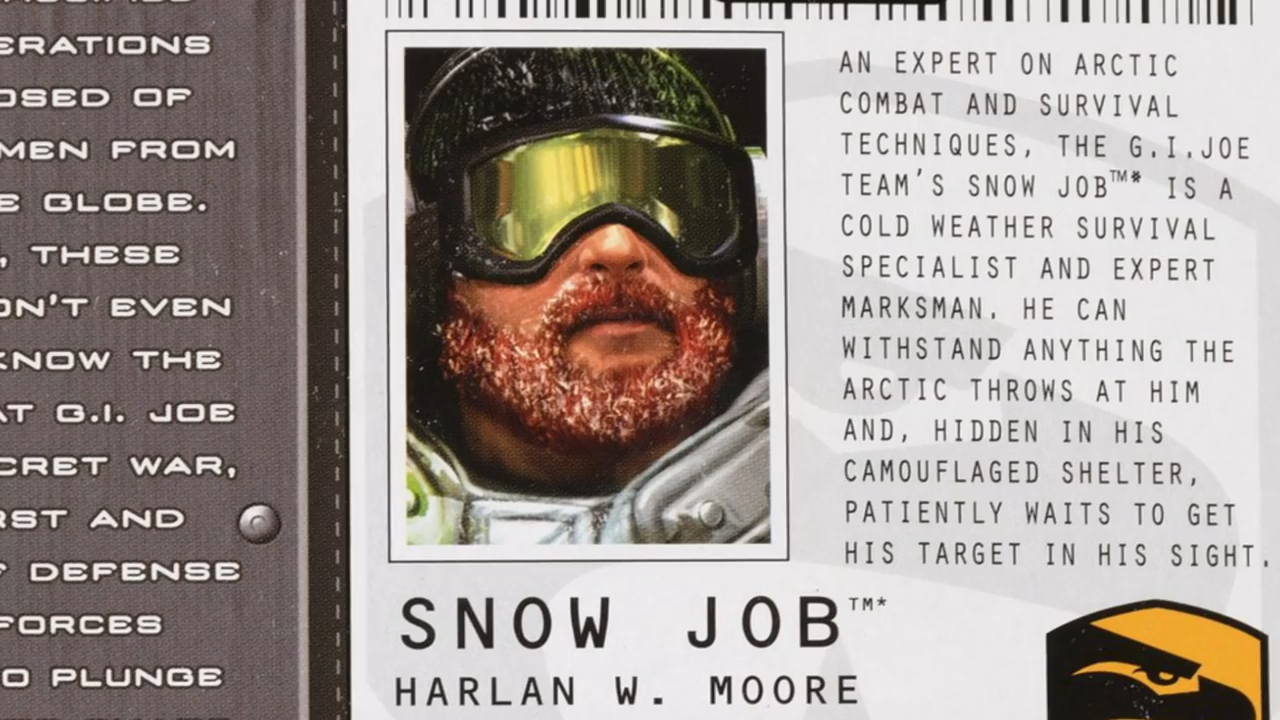 ERATIONS
OSED OF
MEN FROM
E GLOBE.
, THESE
ON'T EVEN
KNOW THE
AT G.I. JOE
CRET WAR,
RST AND
DEFENSE
FORCES
O PLUNGE
AN EXPERT ON ARCTIC
COMBAT AND SURVIVAL
TECHNIQUES, THE G.I.JOE
TEAM'S SNOW JOB™* IS A
COLD WEATHER SURVIVAL
SPECIALIST AND EXPERT
MARKSMAN. HE CAN
WITHSTAND ANYTHING THE
ARCTIC THROWS AT HIM
AND, HIDDEN IN HIS
CAMOUFLAGED SHELTER,
PATIENTLY WAITS TO GET
HIS TARGET IN HIS SIGHT.
SNOW JOB™*
HARLAN W. MOORE